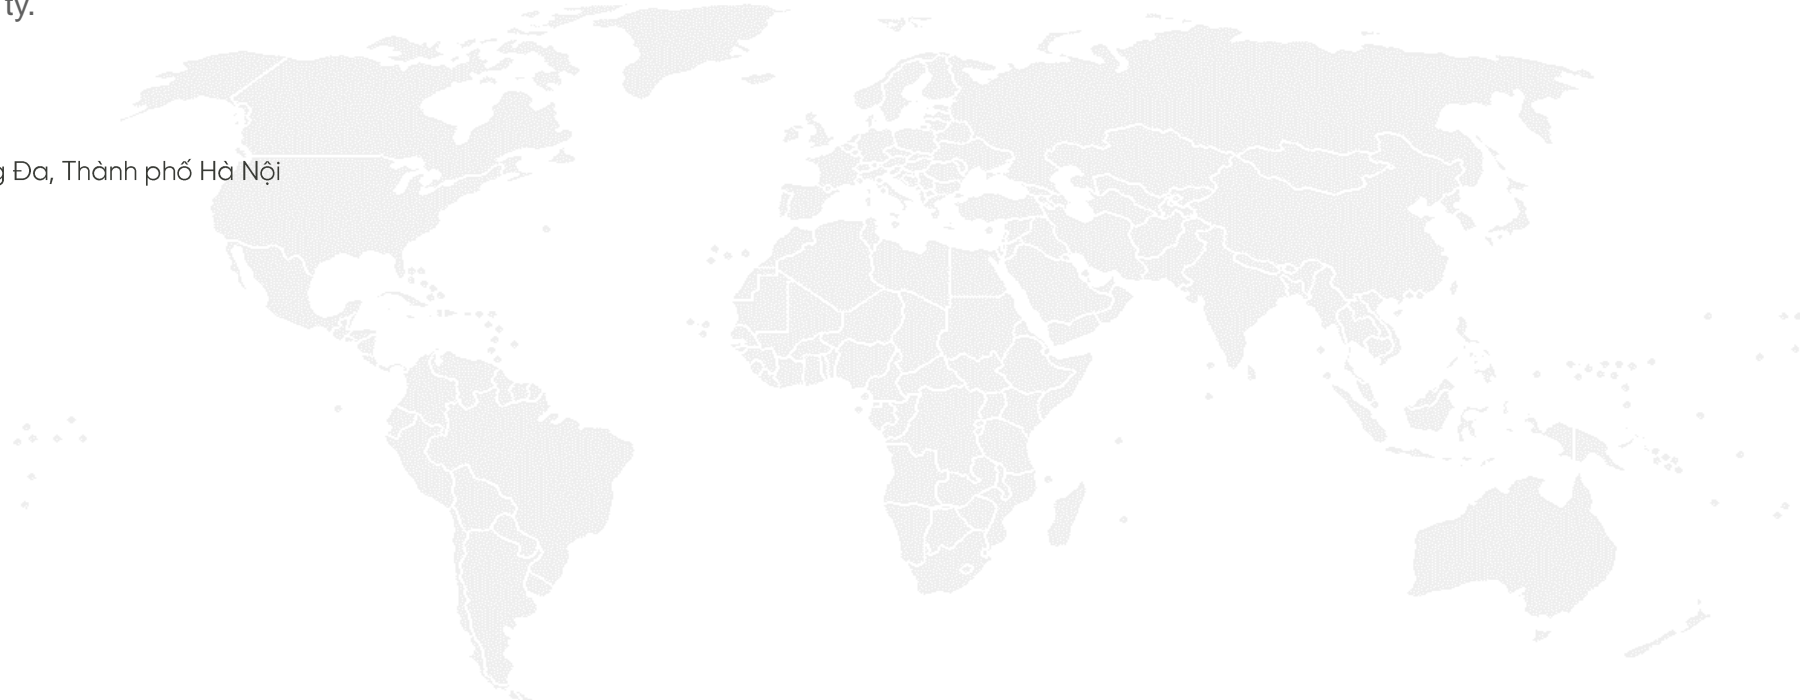 ty.
g Đa, Thành phố Hà Nội